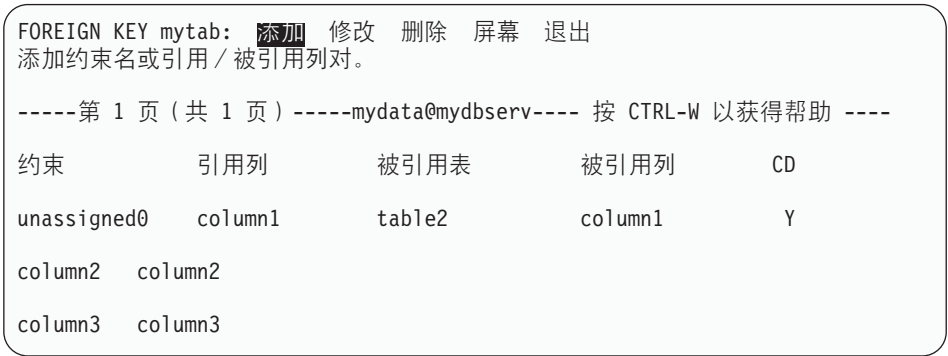 FOREIGN KEY mytab: 添加 修改 删除 屏幕 退出
添加约束名或引用/被引用列对。
-----第 1 页(共 1 页)-----mydata@mydbserv---- 按 CTRL-W 以获得帮助 ----
约束 引用列 被引用表 被引用列 CD
unassigned0 column1 table2 column1 Y
column2 column2
column3 column3